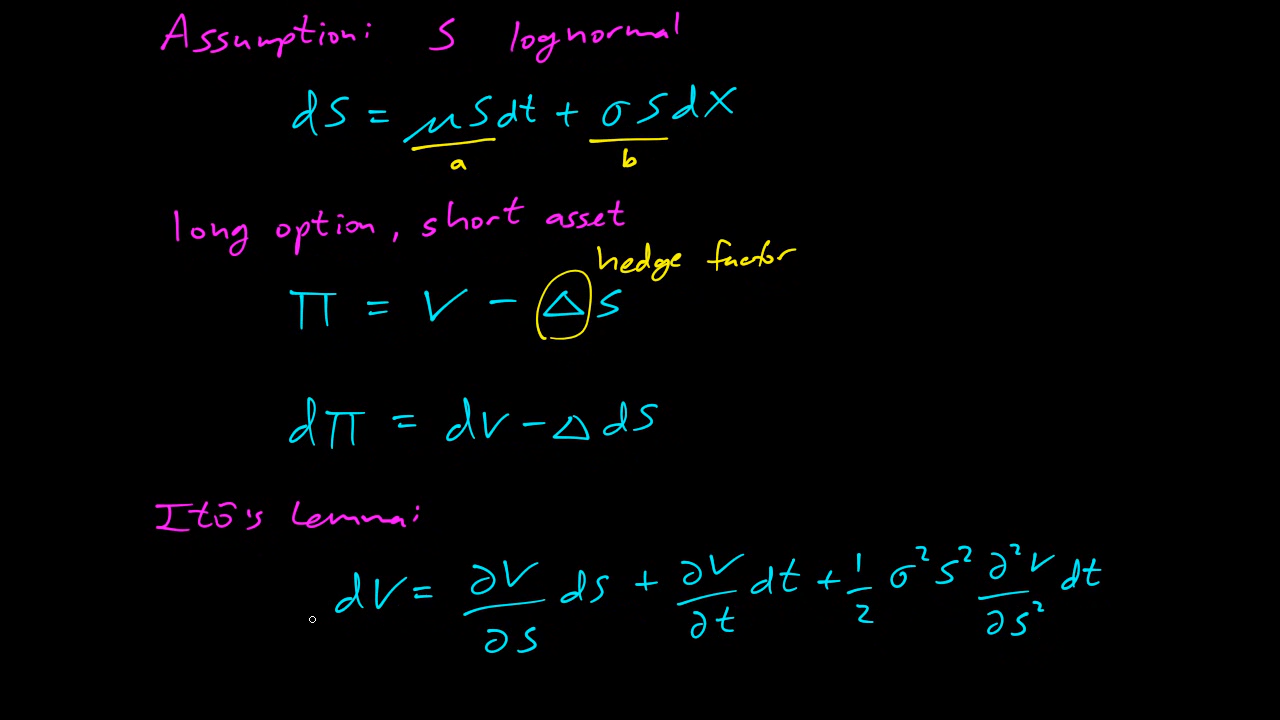 Assumption: S lognormal
dS = μSdt + σSdX
a b
long option, short asset
hedge factor
Π = V - ΔS
dΠ = dV - ΔdS
Itō's Lemma:
dV = ∂V/∂S dS + ∂V/∂t dt + 1/2 σ²S² ∂²V/∂S² dt